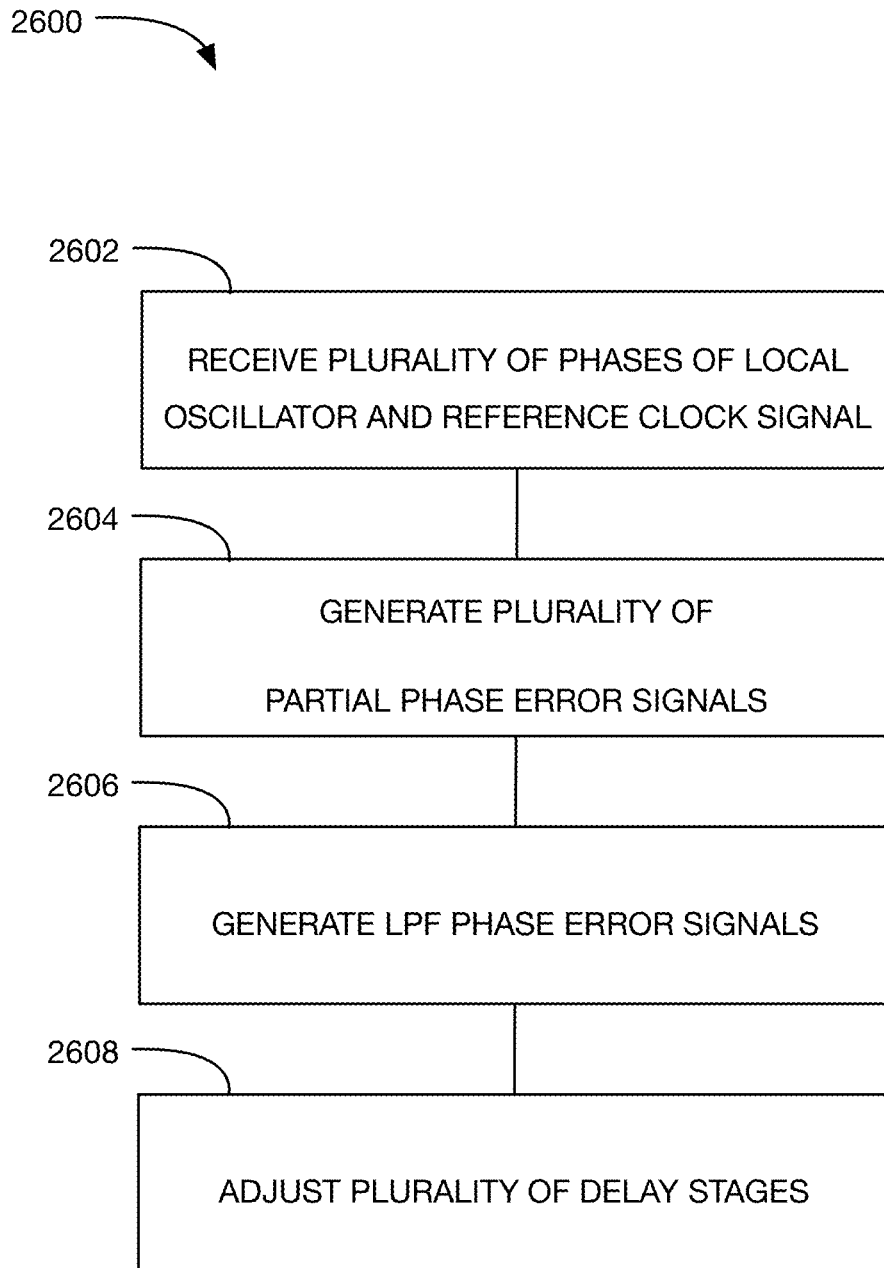 2600
2602
RECEIVE PLURALITY OF PHASES OF LOCAL
OSCILLATOR AND REFERENCE CLOCK SIGNAL
2604
GENERATE PLURALITY OF
PARTIAL PHASE ERROR SIGNALS
2606
GENERATE LPF PHASE ERROR SIGNALS
2608
ADJUST PLURALITY OF DELAY STAGES